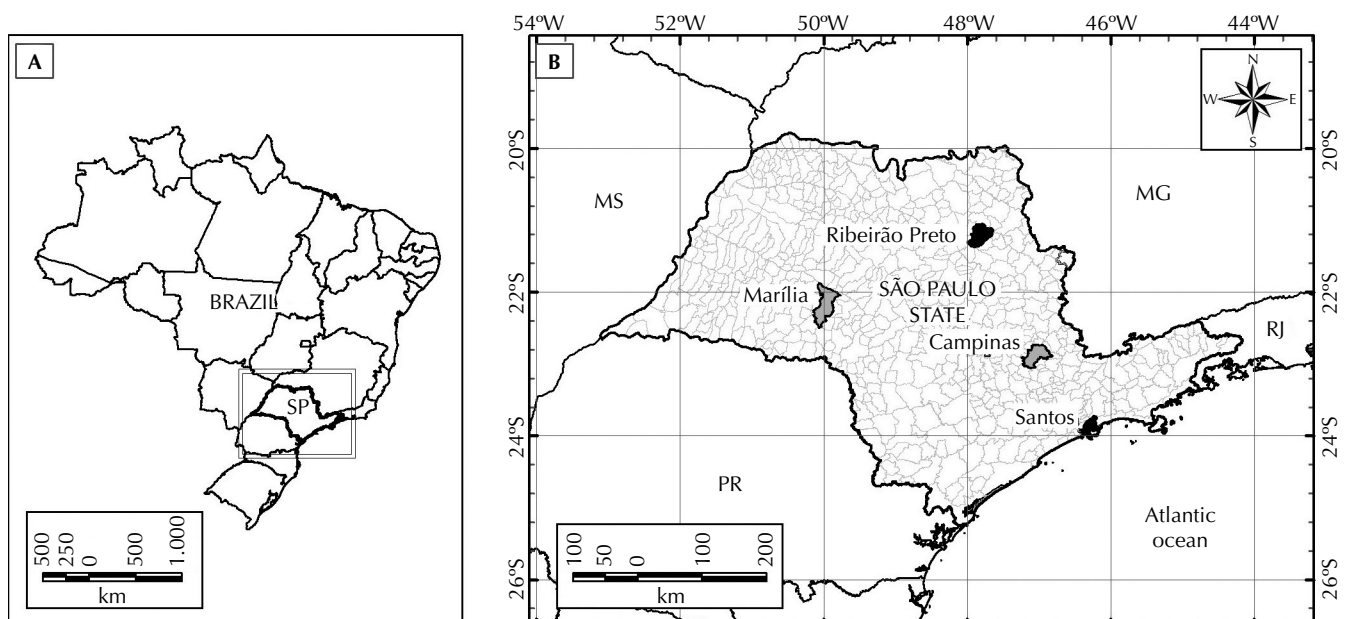 A
BRAZIL
SP
500
250
0
500
1.000
km
B
54ºW
52ºW
50ºW
48ºW
46ºW
44ºW
N
W
E
S
20ºS
20ºS
MS
MG
Ribeirão Preto
Marília
SÃO PAULO
STATE
22ºS
22ºS
Campinas
RJ
Santos
24ºS
24ºS
PR
Atlantic
ocean
100
50
0
100
200
km
26ºS
26ºS